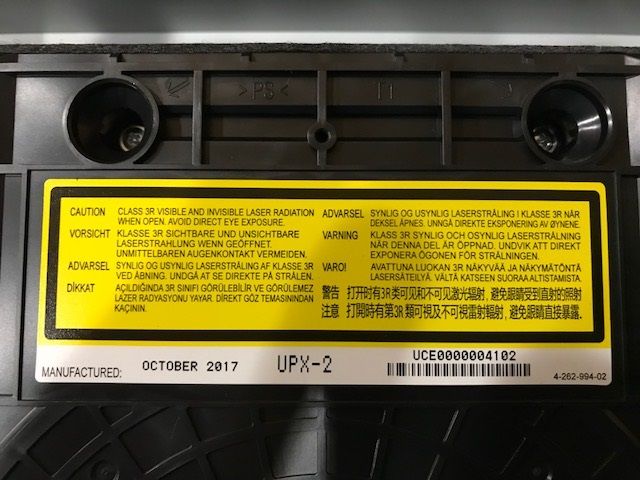 >PS<
CAUTION CLASS 3R VISIBLE AND INVISIBLE LASER RADIATION
WHEN OPEN. AVOID DIRECT EYE EXPOSURE.
VORSICHT KLASSE 3R SICHTBARE UND UNSICHTBARE
LASERSTRAHLUNG WENN GEÖFFNET.
UNMITTELBAREN AUGENKONTAKT VERMEIDEN.
ADVARSEL SYNLIG OG USYNLIG LASERSTRÅLING AF KLASSE 3R
VED ÅBNING. UNDGÅ AT SE DIREKTE PÅ STRÅLEN.
DİKKAT AÇILDIĞINDA 3R SINIFI GÖRÜLEBİLİR VE GÖRÜLEMEZ
LAZER RADYASYONU YAYAR. DİREKT GÖZ TEMASINDAN
KAÇININ.
ADVARSEL SYNLIG OG USYNLIG LASERSTRÅLING I KLASSE 3R NÅR
DEKSEL ÅPNES. UNNGÅ DIREKTE EKSPONERING AV ØYNENE.
VARNING KLASS 3R SYNLIG OCH OSYNLIG LASERSTRÅLNING
NÄR DENNA DEL ÄR ÖPPNAD. UNDVIK ATT DIREKT
EXPONERA ÖGONEN FÖR STRÅLNINGEN.
VARO! AVATTUNA LUOKAN 3R NÄKYVÄÄ JA NÄKYMÄTÖNTÄ
LASERSÄTEILYÄ. VÄLTÄ KATSEEN SUORAA ALTISTAMISTA.
警告 打开时有3R类可见和不可见激光辐射，避免眼睛受到直射的照射
注意 打開時有第3R類可視及不可視雷射輻射，避免眼睛直接暴露。
MANUFACTURED: OCTOBER 2017 UPX-2 UCE0000004102
4-262-994-02